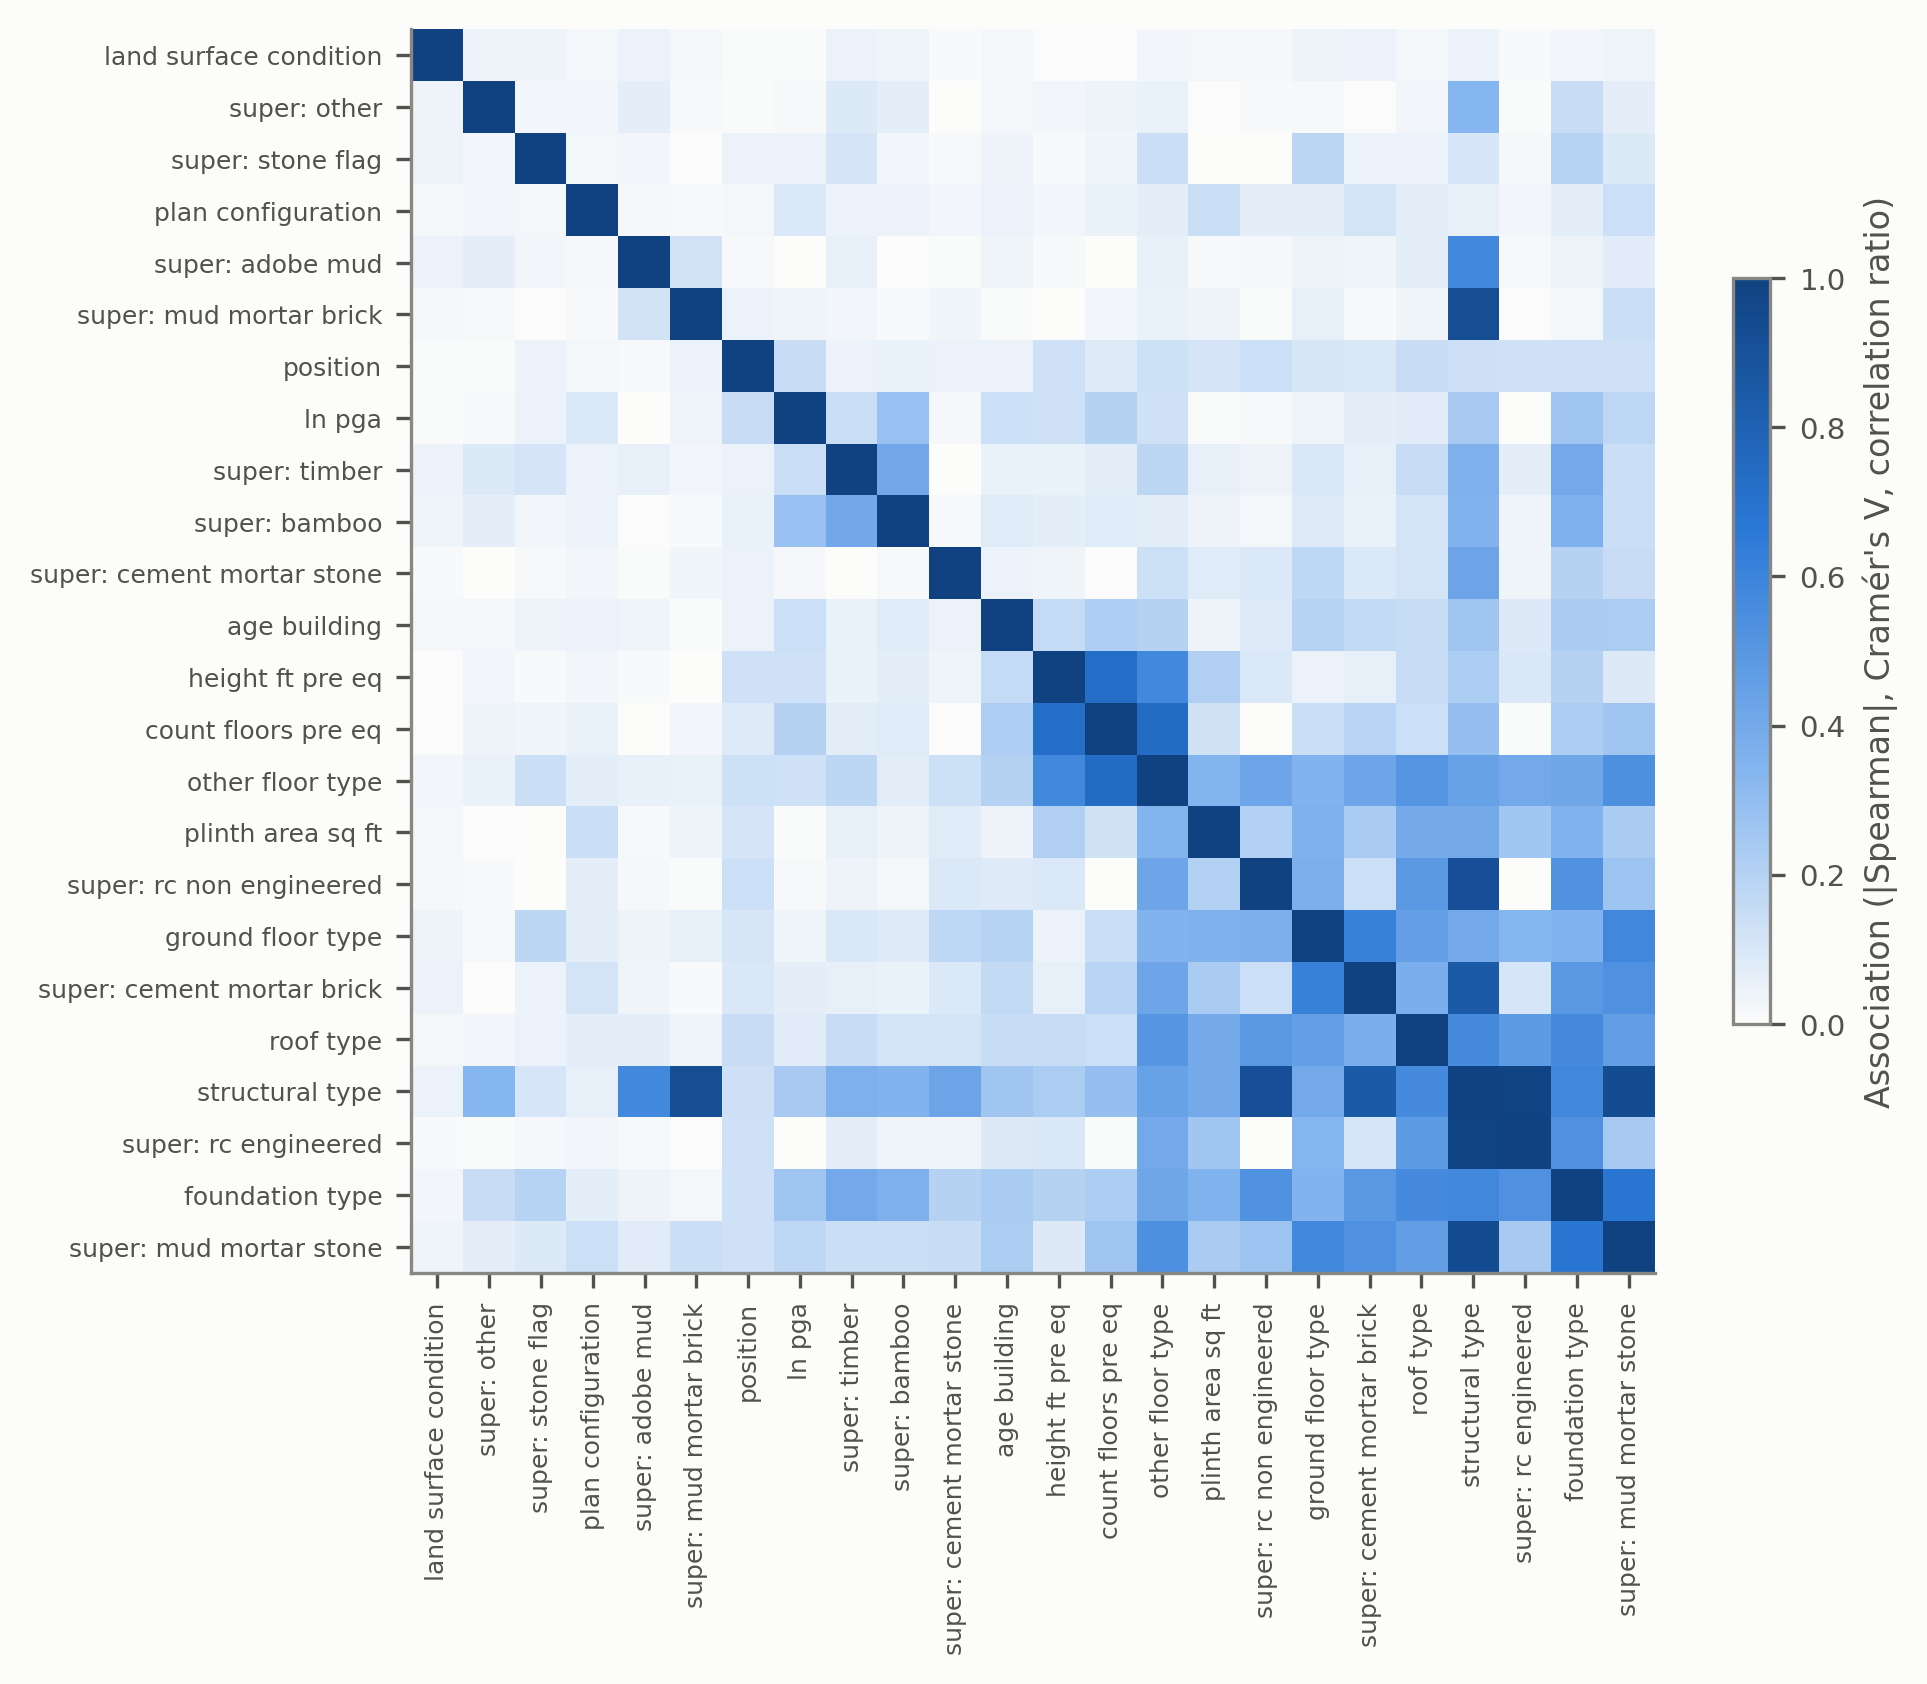 land surface condition
super: other
super: stone flag
plan configuration
super: adobe mud
super: mud mortar brick
position
ln pga
super: timber
super: bamboo
super: cement mortar stone
age building
height ft pre eq
count floors pre eq
other floor type
plinth area sq ft
super: rc non engineered
ground floor type
super: cement mortar brick
roof type
structural type
super: rc engineered
foundation type
super: mud mortar stone
land surface condition
super: other
super: stone flag
plan configuration
super: adobe mud
super: mud mortar brick
position
ln pga
super: timber
super: bamboo
super: cement mortar stone
age building
height ft pre eq
count floors pre eq
other floor type
plinth area sq ft
super: rc non engineered
ground floor type
super: cement mortar brick
roof type
structural type
super: rc engineered
foundation type
super: mud mortar stone
1.0
0.8
0.6
0.4
0.2
0.0
Association (|Spearman|, Cramér's V, correlation ratio)